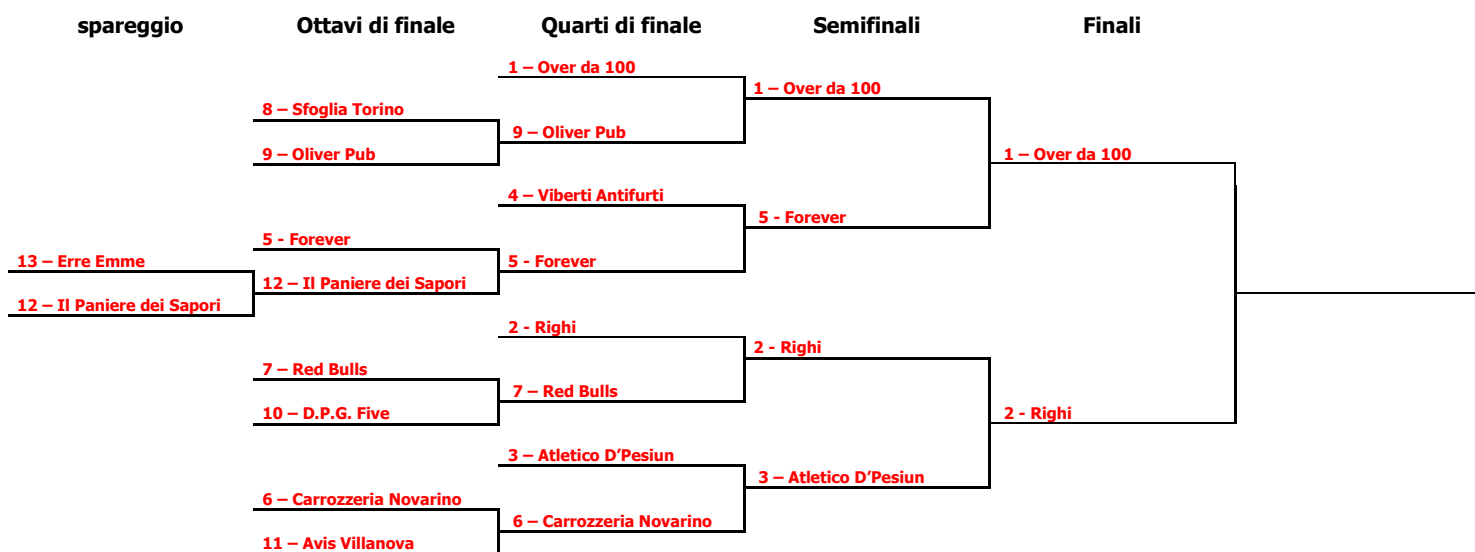 spareggio
Ottavi di finale
Quarti di finale
Semifinali
Finali
13 – Erre Emme
12 – Il Paniere dei Sapori
8 – Sfoglia Torino
9 – Oliver Pub
5 - Forever
12 – Il Paniere dei Sapori
7 – Red Bulls
10 – D.P.G. Five
6 – Carrozzeria Novarino
11 – Avis Villanova
1 – Over da 100
9 – Oliver Pub
4 – Viberti Antifurti
5 - Forever
2 - Righi
7 – Red Bulls
3 – Atletico D’Pesiun
6 – Carrozzeria Novarino
1 – Over da 100
5 - Forever
2 - Righi
3 – Atletico D’Pesiun
1 – Over da 100
2 - Righi